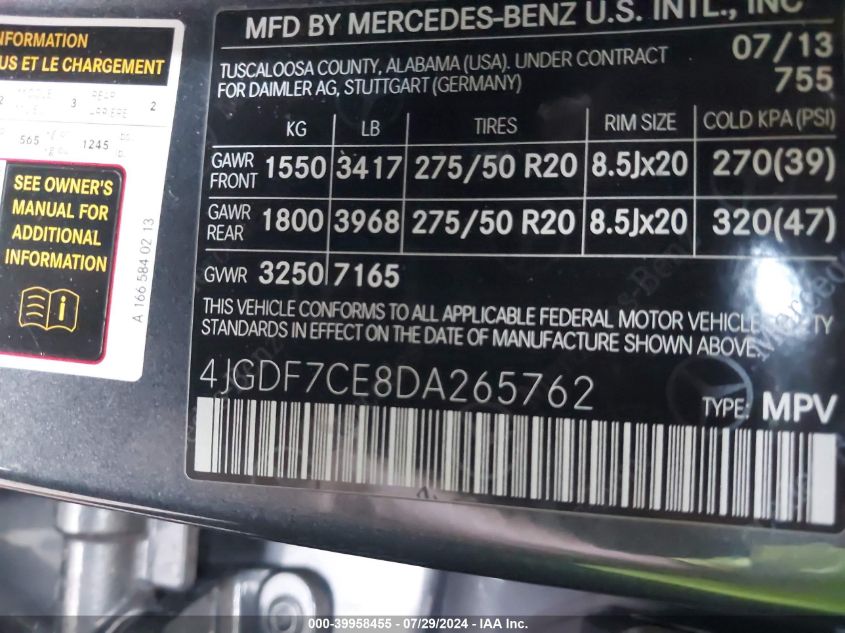 NFORMATION
US ET LE CHARGEMENT
3
2
565
1245
SEE OWNER'S
MANUAL FOR
ADDITIONAL
INFORMATION
A 166 584 02 13
MFD BY MERCEDES-BENZ U.S. INTL., INC
TUSCALOOSA COUNTY, ALABAMA (USA). UNDER CONTRACT
FOR DAIMLER AG, STUTTGART (GERMANY)
07/13
755
KG LB TIRES RIM SIZE COLD KPA (PSI)
GAWR FRONT 1550 3417 275/50 R20 8.5Jx20 270(39)
GAWR REAR 1800 3968 275/50 R20 8.5Jx20 320(47)
GVWR 3250 7165
THIS VEHICLE CONFORMS TO ALL APPLICABLE FEDERAL MOTOR VEHICLE SAFETY
STANDARDS IN EFFECT ON THE DATE OF MANUFACTURE SHOWN ABOVE.
4JGDF7CE8DA265762
TYPE: MPV
000-39958455 - 07/29/2024 - IAA Inc.